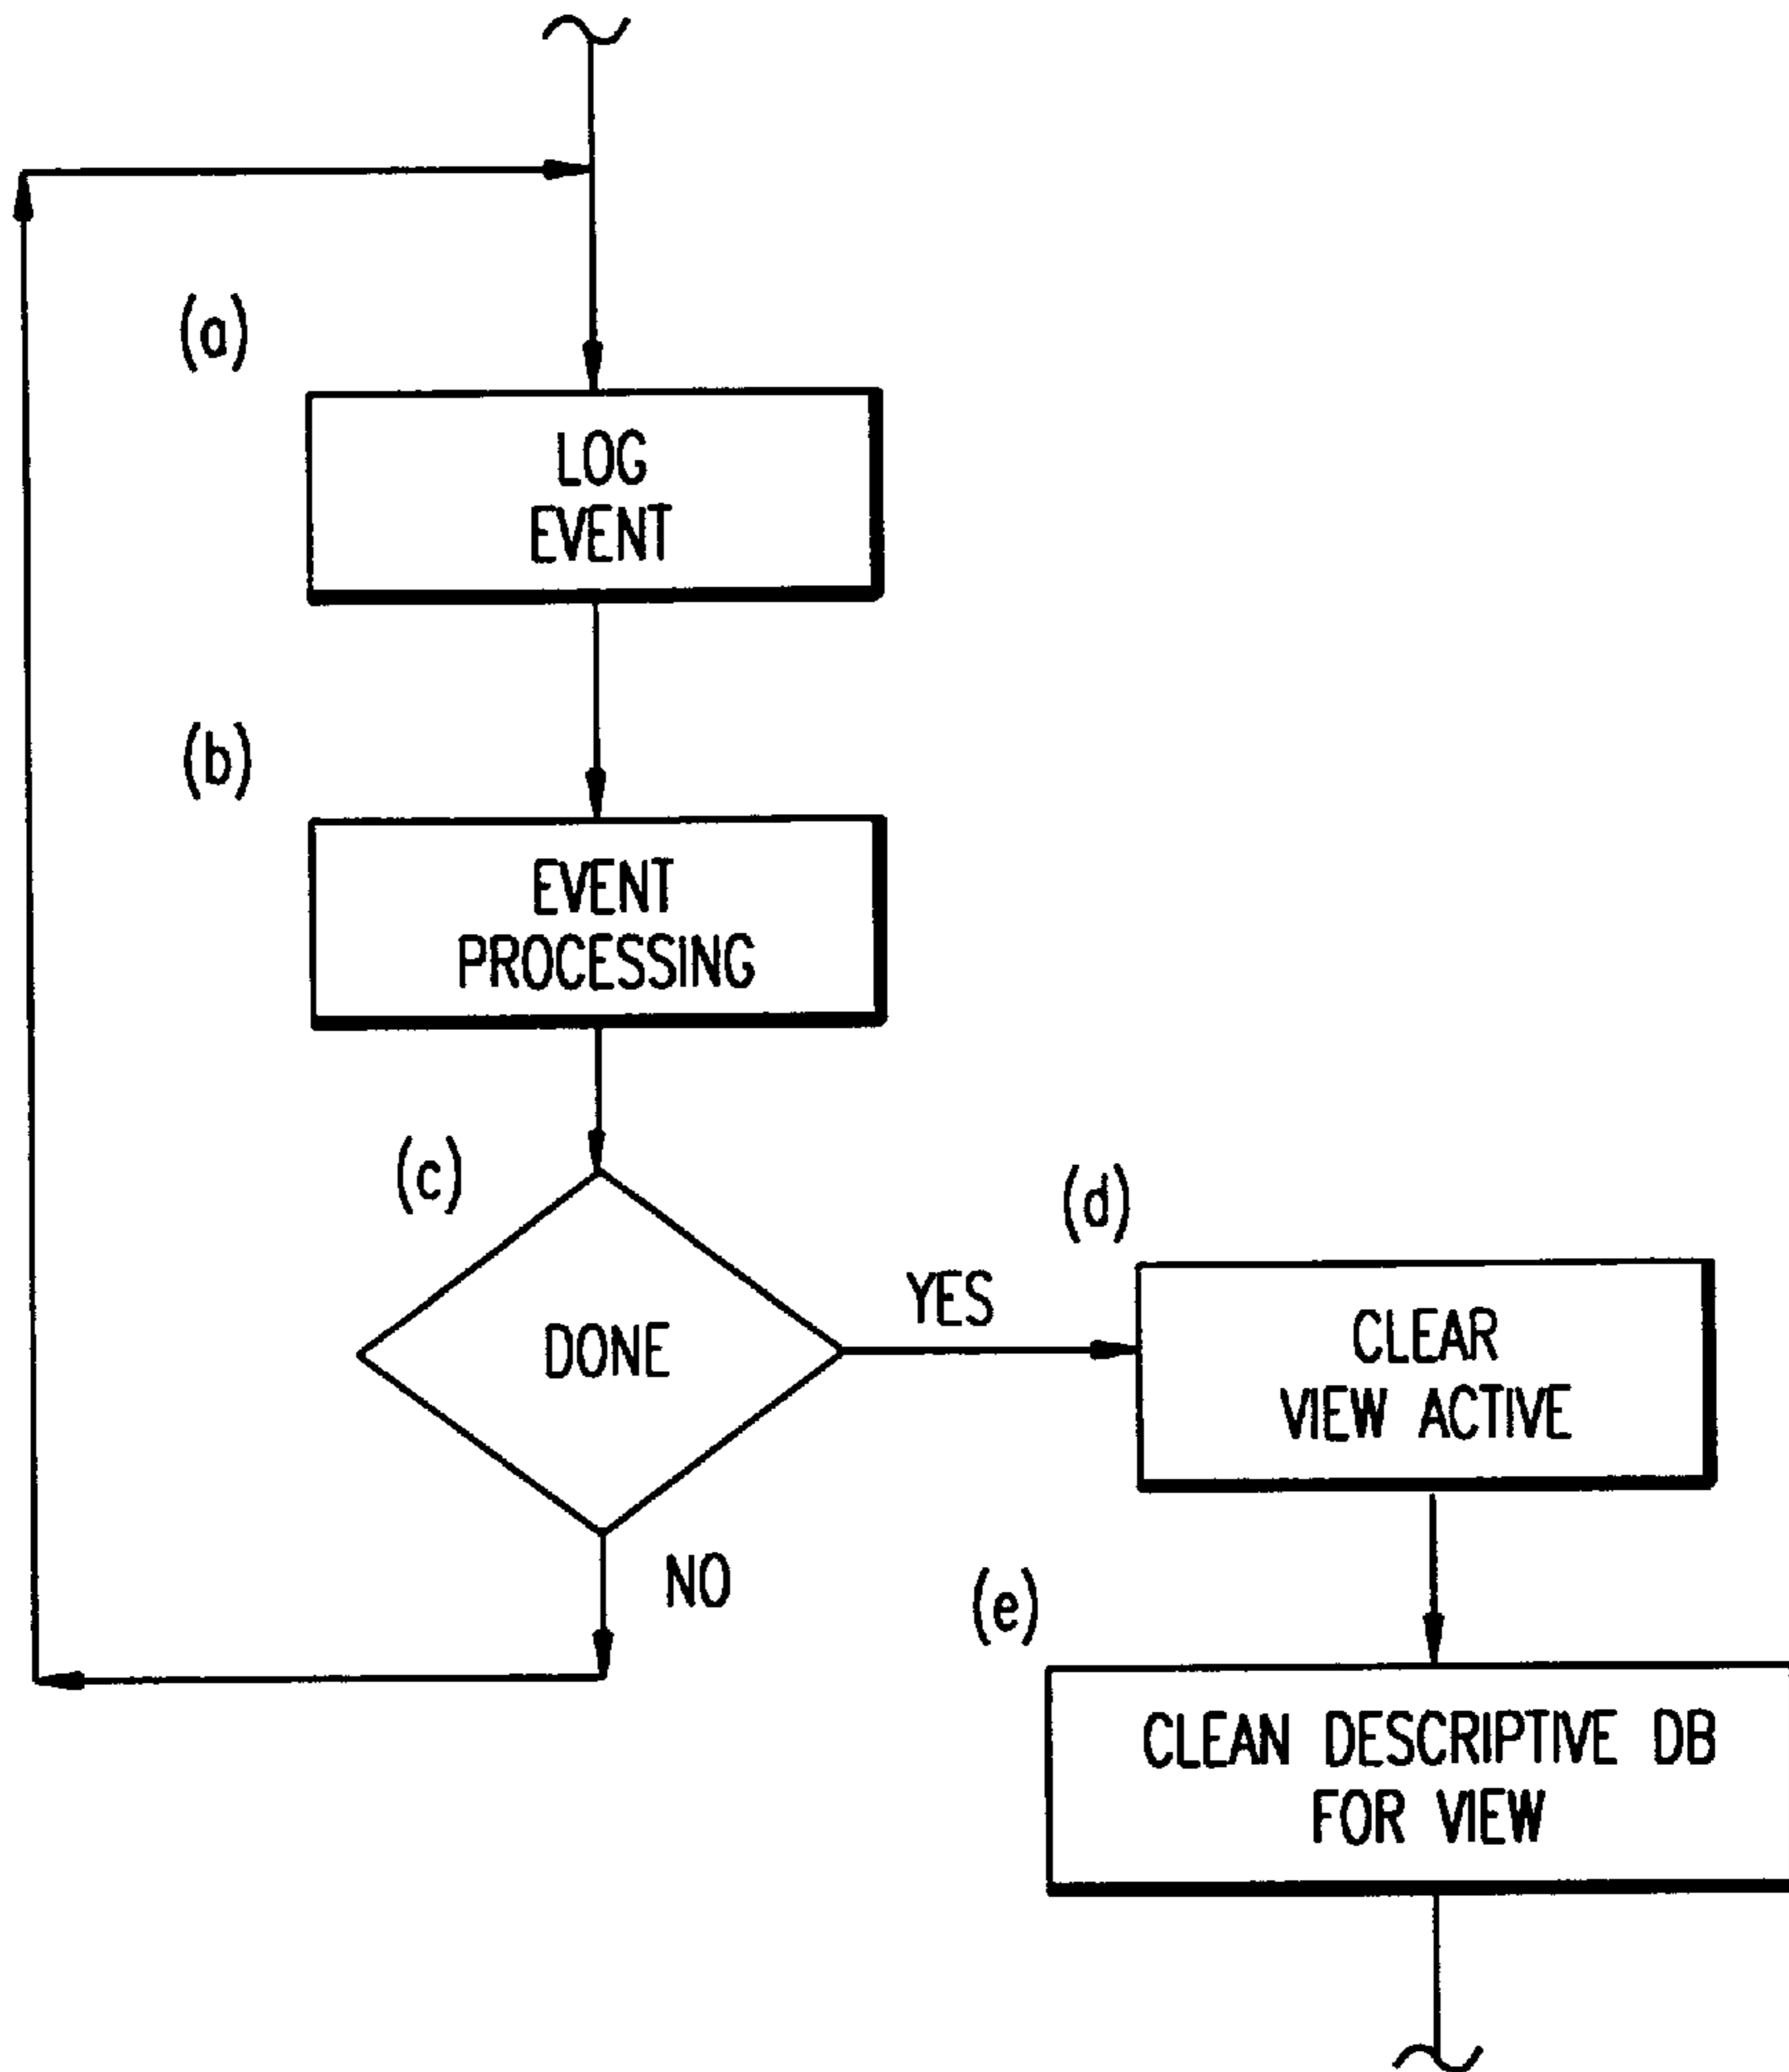 (a)
LOG
EVENT
(b)
EVENT
PROCESSING
(c)
DONE
YES
NO
(d)
CLEAR
VIEW ACTIVE
(e)
CLEAN DESCRIPTIVE DB
FOR VIEW